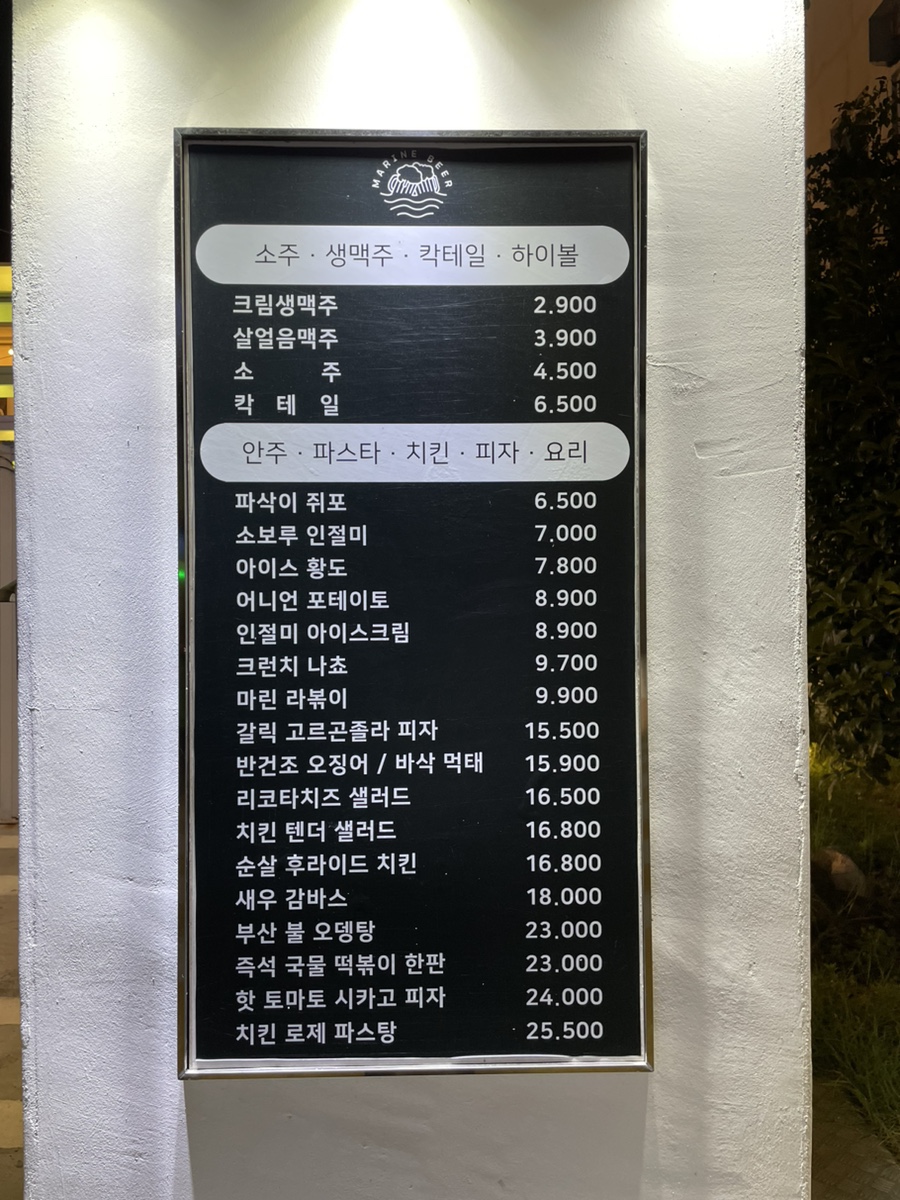 MARINE BEER
소주 · 생맥주 · 칵테일 · 하이볼
크림생맥주 2.900
살얼음맥주 3.900
소 주 4.500
칵 테 일 6.500
안주 · 파스타 · 치킨 · 피자 · 요리
파삭이 쥐포 6.500
소보루 인절미 7.000
아이스 황도 7.800
어니언 포테이토 8.900
인절미 아이스크림 8.900
크런치 나쵸 9.700
마린 라볶이 9.900
갈릭 고르곤졸라 피자 15.500
반건조 오징어 / 바삭 먹태 15.900
리코타치즈 샐러드 16.500
치킨 텐더 샐러드 16.800
순살 후라이드 치킨 16.800
새우 감바스 18.000
부산 불 오뎅탕 23.000
즉석 국물 떡볶이 한판 23.000
핫 토마토 시카고 피자 24.000
치킨 로제 파스탕 25.500